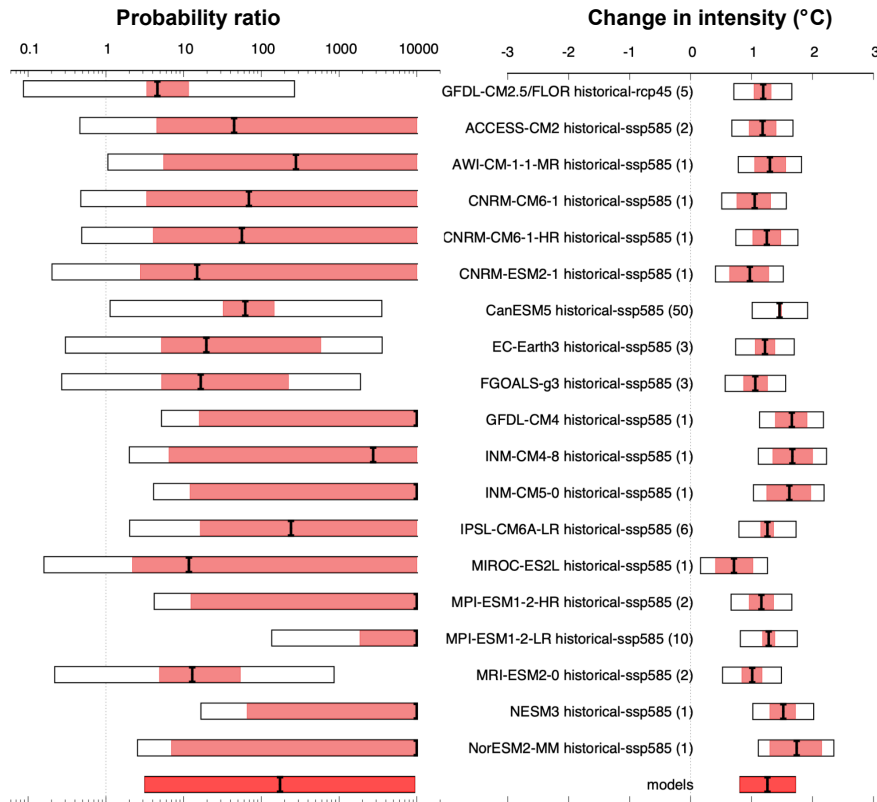 Probability ratio Change in intensity (°C)
0.1 1 10 100 1000 10000 -3 -2 -1 0 1 2 3
GFDL-CM2.5/FLOR historical-rcp45 (5)
ACCESS-CM2 historical-ssp585 (2)
AWI-CM-1-1-MR historical-ssp585 (1)
CNRM-CM6-1 historical-ssp585 (1)
CNRM-CM6-1-HR historical-ssp585 (1)
CNRM-ESM2-1 historical-ssp585 (1)
CanESM5 historical-ssp585 (50)
EC-Earth3 historical-ssp585 (3)
FGOALS-g3 historical-ssp585 (3)
GFDL-CM4 historical-ssp585 (1)
INM-CM4-8 historical-ssp585 (1)
INM-CM5-0 historical-ssp585 (1)
IPSL-CM6A-LR historical-ssp585 (6)
MIROC-ES2L historical-ssp585 (1)
MPI-ESM1-2-HR historical-ssp585 (2)
MPI-ESM1-2-LR historical-ssp585 (10)
MRI-ESM2-0 historical-ssp585 (2)
NESM3 historical-ssp585 (1)
NorESM2-MM historical-ssp585 (1)
models